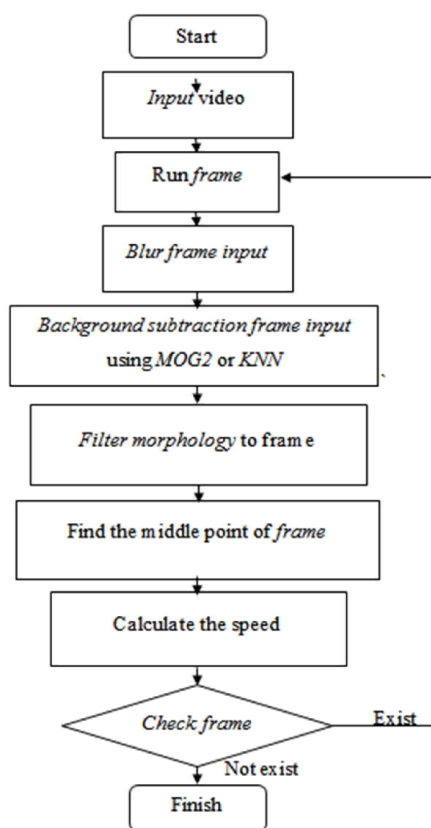 Start
Input video
Run frame
Blur frame input
Background subtraction frame input
using MOG2 or KNN
Filter morphology to frame
Find the middle point of frame
Calculate the speed
Check frame
Exist
Not exist
Finish